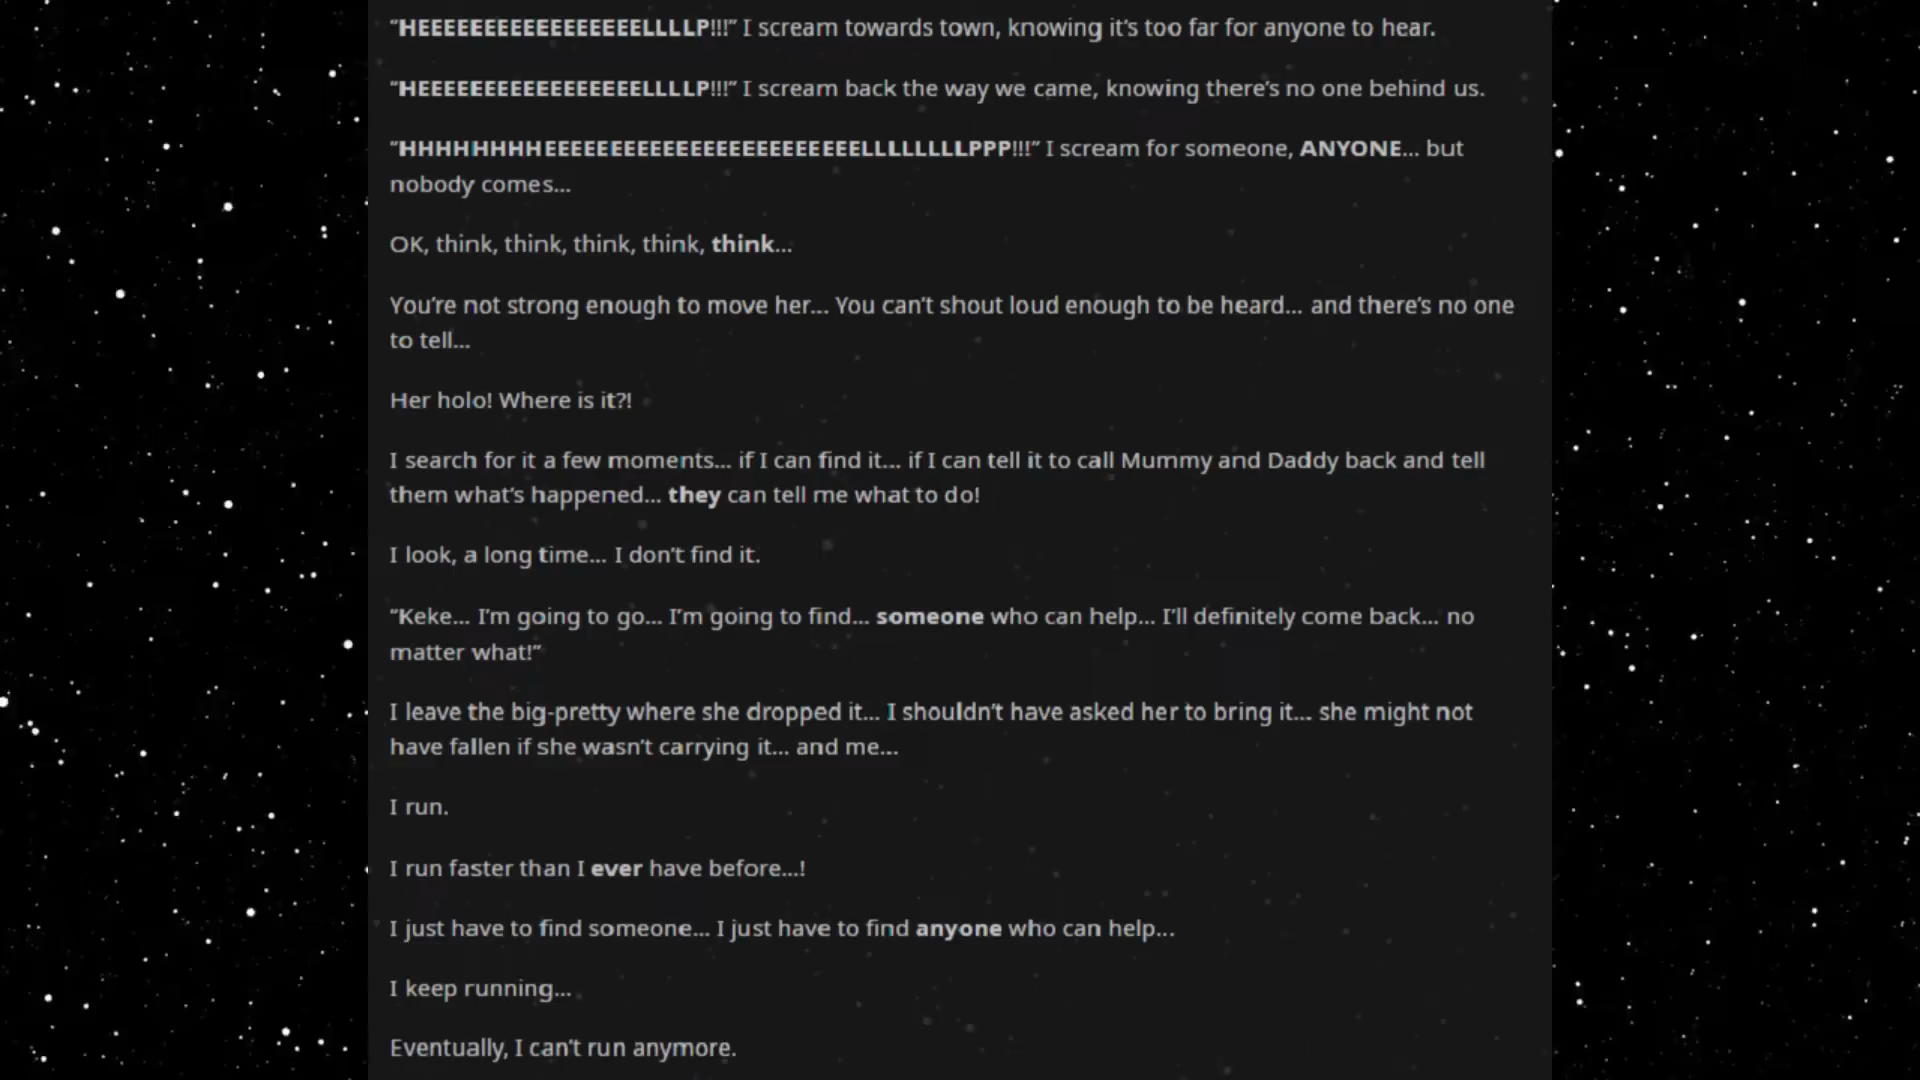 “HEEEEEEEEEEEEEEEEEELLLLP!!!” I scream towards town, knowing it’s too far for anyone to hear.
“HEEEEEEEEEEEEEEEEEELLLLP!!!” I scream back the way we came, knowing there’s no one behind us.
“HHHHHHHHEEEEEEEEEEEEEEEEEEEEEEEEELLLLLLLLPPP!!!” I scream for someone, ANYONE... but
nobody comes...
OK, think, think, think, think, think...
You’re not strong enough to move her... You can’t shout loud enough to be heard... and there’s no one
to tell...
Her holo! Where is it?!
I search for it a few moments... if I can find it... if I can tell it to call Mummy and Daddy back and tell
them what’s happened... they can tell me what to do!
I look, a long time... I don’t find it.
“Keke... I’m going to go... I’m going to find... someone who can help... I’ll definitely come back... no
matter what!”
I leave the big-pretty where she dropped it... I shouldn’t have asked her to bring it... she might not
have fallen if she wasn’t carrying it... and me...
I run.
I run faster than I ever have before...!
I just have to find someone... I just have to find anyone who can help...
I keep running...
Eventually, I can’t run anymore.